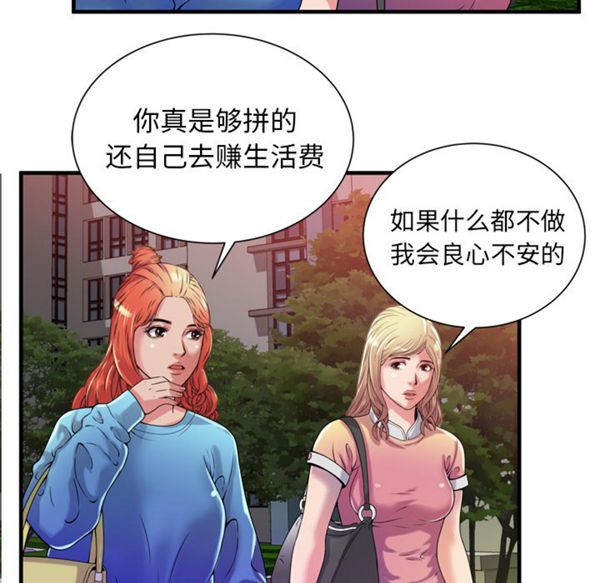 你真是够拼的
还自己去赚生活费
如果什么都不做
我会良心不安的